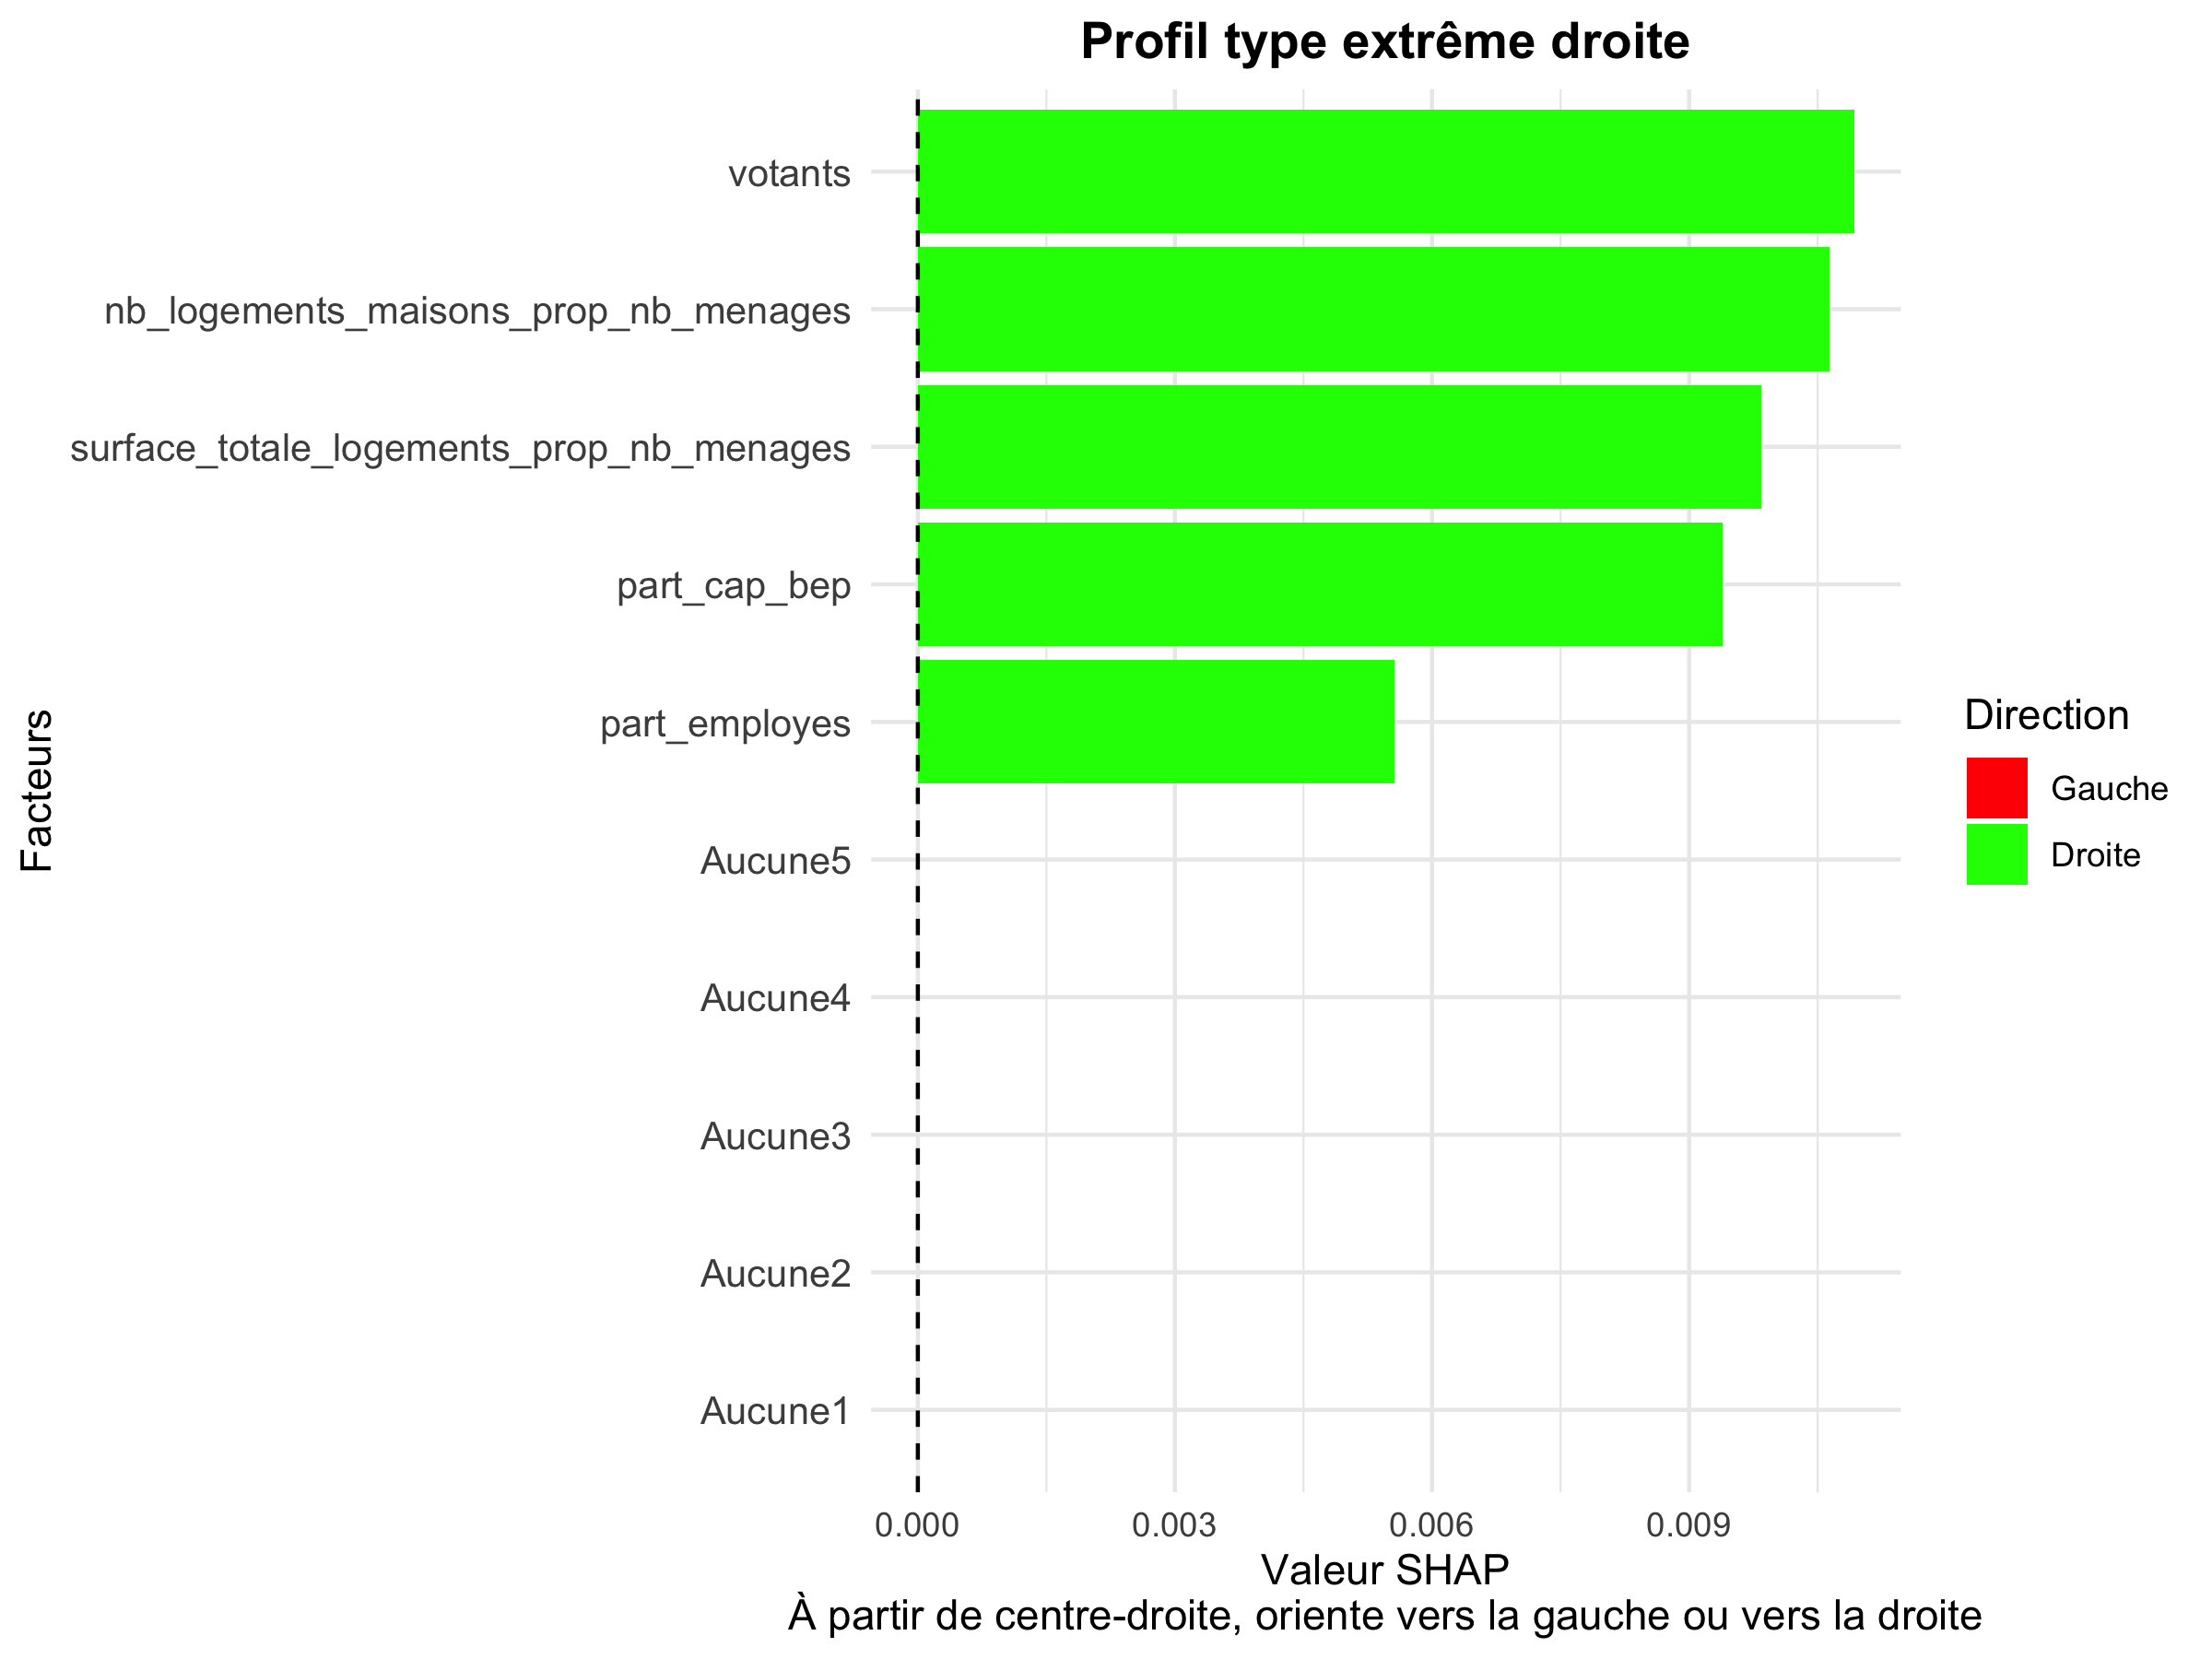 Profil type extrême droite
votants
nb_logements_maisons_prop_nb_menages
surface_totale_logements_prop_nb_menages
part_cap_bep
part_employes
Aucune5
Aucune4
Aucune3
Aucune2
Aucune1
Facteurs
0.000 0.003 0.006 0.009
Valeur SHAP
À partir de centre-droite, oriente vers la gauche ou vers la droite
Direction
Gauche
Droite